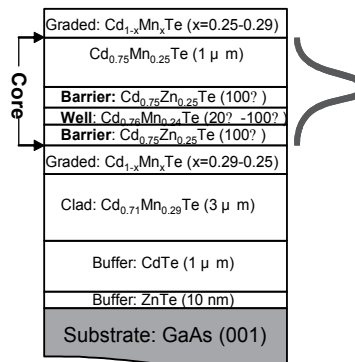 Core
Graded: Cd1-xMnxTe (x=0.25-0.29)
Cd0.75Mn0.25Te (1 μ m)
Barrier: Cd0.75Zn0.25Te (100? )
Well: Cd0.76Mn0.24Te (20? -100? )
Barrier: Cd0.75Zn0.25Te (100? )
Graded: Cd1-xMnxTe (x=0.29-0.25)
Clad: Cd0.71Mn0.29Te (3 μ m)
Buffer: CdTe (1 μ m)
Buffer: ZnTe (10 nm)
Substrate: GaAs (001)